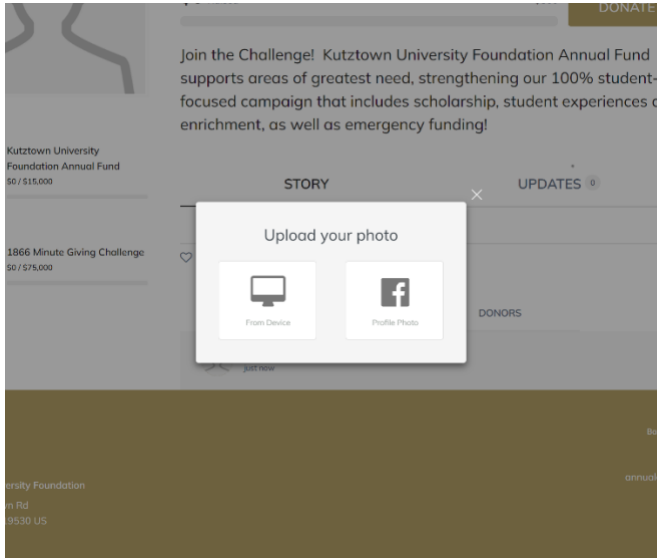 DONATE
Join the Challenge! Kutztown University Foundation Annual Fund
supports areas of greatest need, strengthening our 100% student-
focused campaign that includes scholarship, student experiences
enrichment, as well as emergency funding!
Kutztown University
Foundation Annual Fund
$0 / $15,000
STORY
UPDATES 0
×
Upload your photo
1866 Minute Giving Challenge
$0 / $75,000
From Device
Profile Photo
DONORS
Just now
ersity Foundation
n Rd
19530 US
Bo
annual